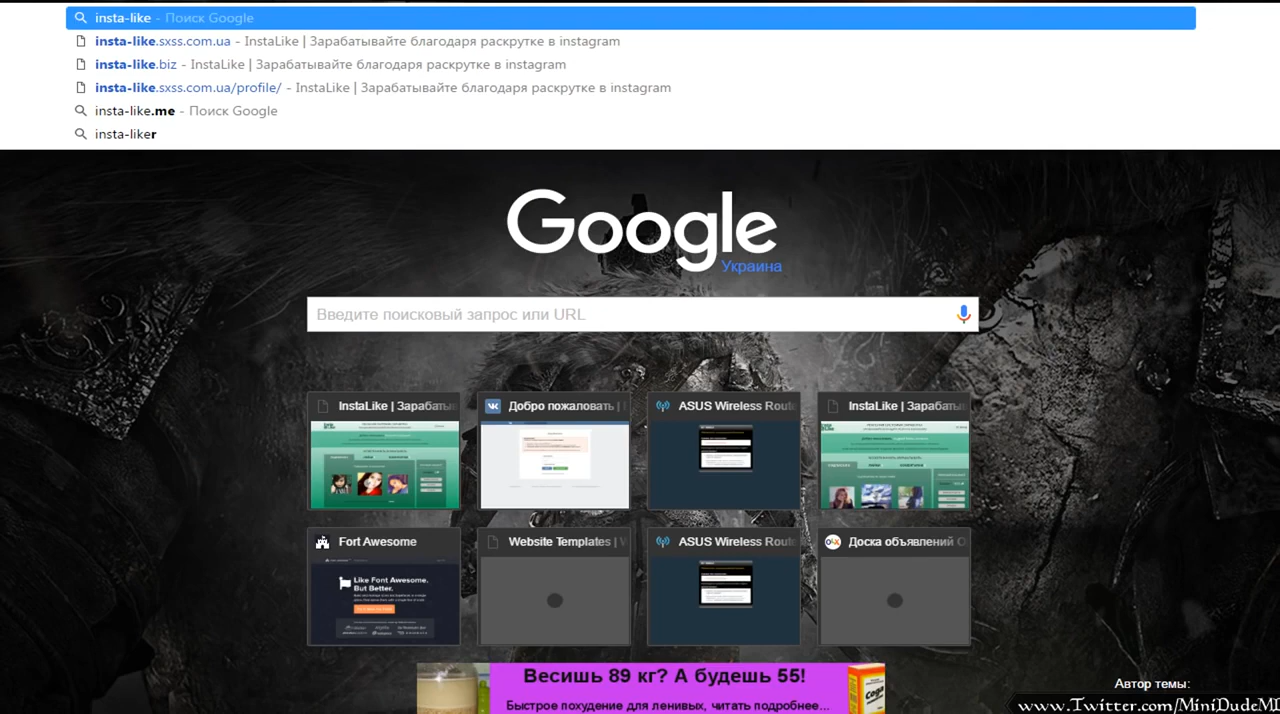 insta-like - Поиск Google
insta-like.sxss.com.ua - InstaLike | Зарабатывайте благодаря раскрутке в instagram
insta-like.biz - InstaLike | Зарабатывайте благодаря раскрутке в instagram
insta-like.sxss.com.ua/profile/ - InstaLike | Зарабатывайте благодаря раскрутке в instagram
insta-like.me - Поиск Google
insta-liker
Google
Украина
Введите поисковый запрос или URL
InstaLike | Зарабаты
Добро пожаловать |
ASUS Wireless Route
InstaLike | Зарабаты
Fort Awesome
Website Templates |
ASUS Wireless Route
OLX Доска объявлений O
Like Font Awesome.
But Better.
Весишь 89 кг? А будешь 55!
Быстрое похудение для ленивых, читать подробнее...
Сода
Автор темы:
www.Twitter.com/MiniDudeM